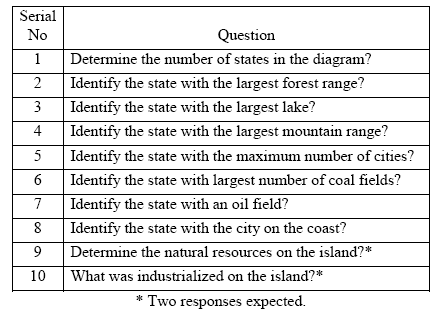 Serial No Question
1 Determine the number of states in the diagram?
2 Identify the state with the largest forest range?
3 Identify the state with the largest lake?
4 Identify the state with the largest mountain range?
5 Identify the state with the maximum number of cities?
6 Identify the state with largest number of coal fields?
7 Identify the state with an oil field?
8 Identify the state with the city on the coast?
9 Determine the natural resources on the island?*
10 What was industrialized on the island?*
* Two responses expected.